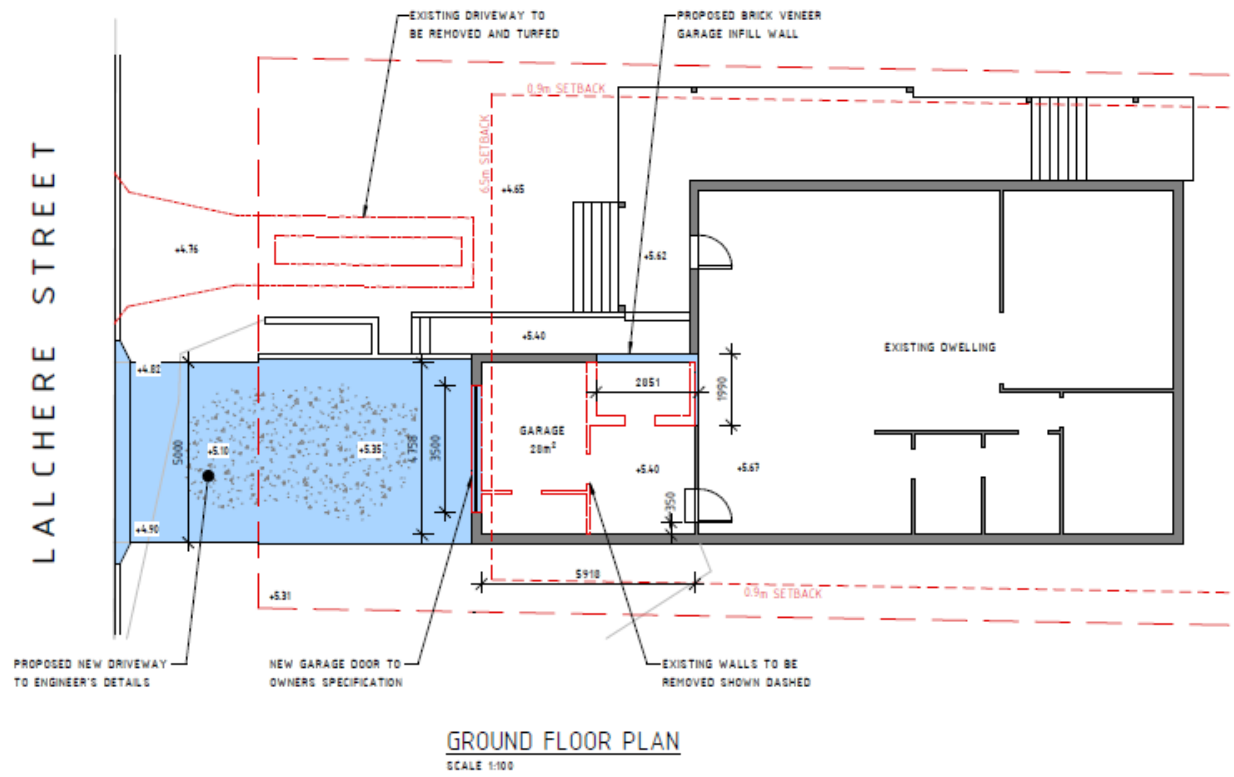 EXISTING DRIVEWAY TO
BE REMOVED AND TURFED
PROPOSED BRICK VENEER
GARAGE INFILL WALL
0.9m SETBACK
6.5m SETBACK
+4.65
LALCHERE STREET
+4.76
+5.62
+5.40
EXISTING DWELLING
+4.82
2051
1990
5000
+5.10
+5.35
4758
3500
GARAGE
28m²
+5.40
+5.67
350
+4.90
5918
+5.31
0.9m SETBACK
PROPOSED NEW DRIVEWAY
TO ENGINEER'S DETAILS
NEW GARAGE DOOR TO
OWNERS SPECIFICATION
EXISTING WALLS TO BE
REMOVED SHOWN DASHED
GROUND FLOOR PLAN
SCALE 1:100